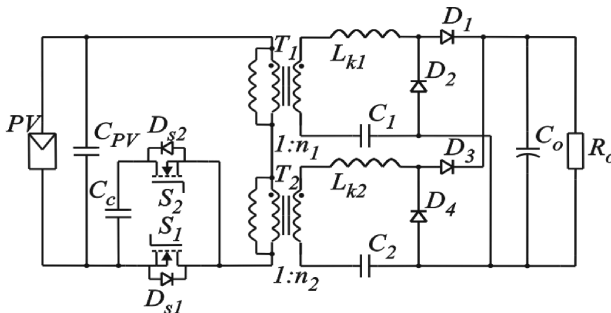 T1
Lk1
D1
D2
PV
CPV
Ds2
C1
Co
Ro
1:n1
D3
T2
Cc
S2
Lk2
D4
S1
C2
Ds1
1:n2